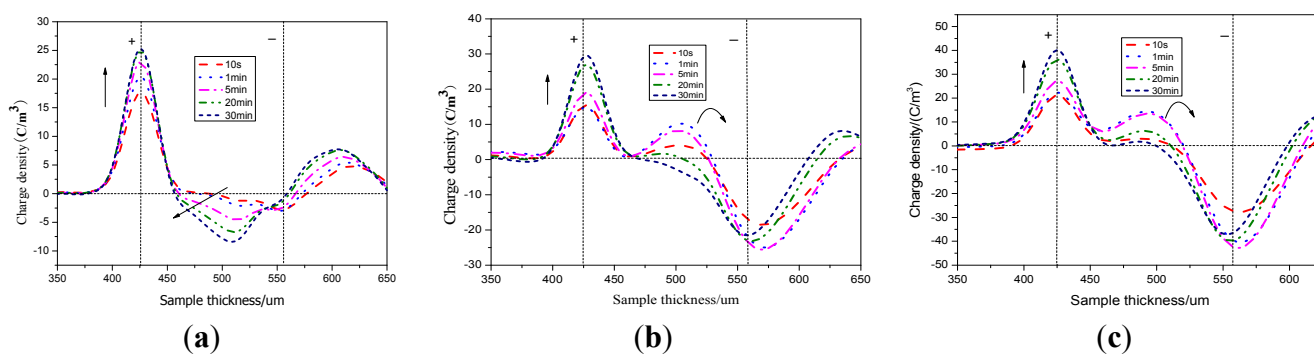 30
25
20
15
10
5
0
-5
-10
Charge density (C/m³)
+
−
10s
1min
5min
20min
30min
350
400
450
500
550
600
650
Sample thickness/um
(a)
40
30
20
10
0
-10
-20
30
Charge density (C/m³)
+
−
10s
1min
5min
20min
30min
350
400
450
500
550
600
650
Sample thickness/um
(b)
50
40
30
20
10
0
-10
-20
-30
-40
-50
Charge density/(C/m³)
+
−
10s
1min
5min
20min
30min
350
400
450
500
550
600
Sample thickness/um
(c)